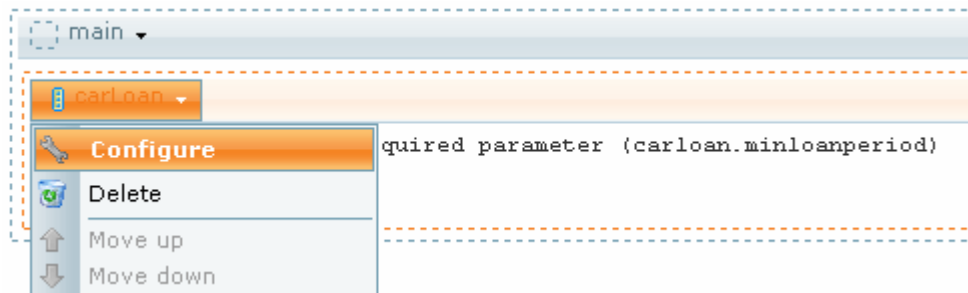 main
carLoan
Configure
quired parameter (carloan.minloanperiod)
Delete
Move up
Move down